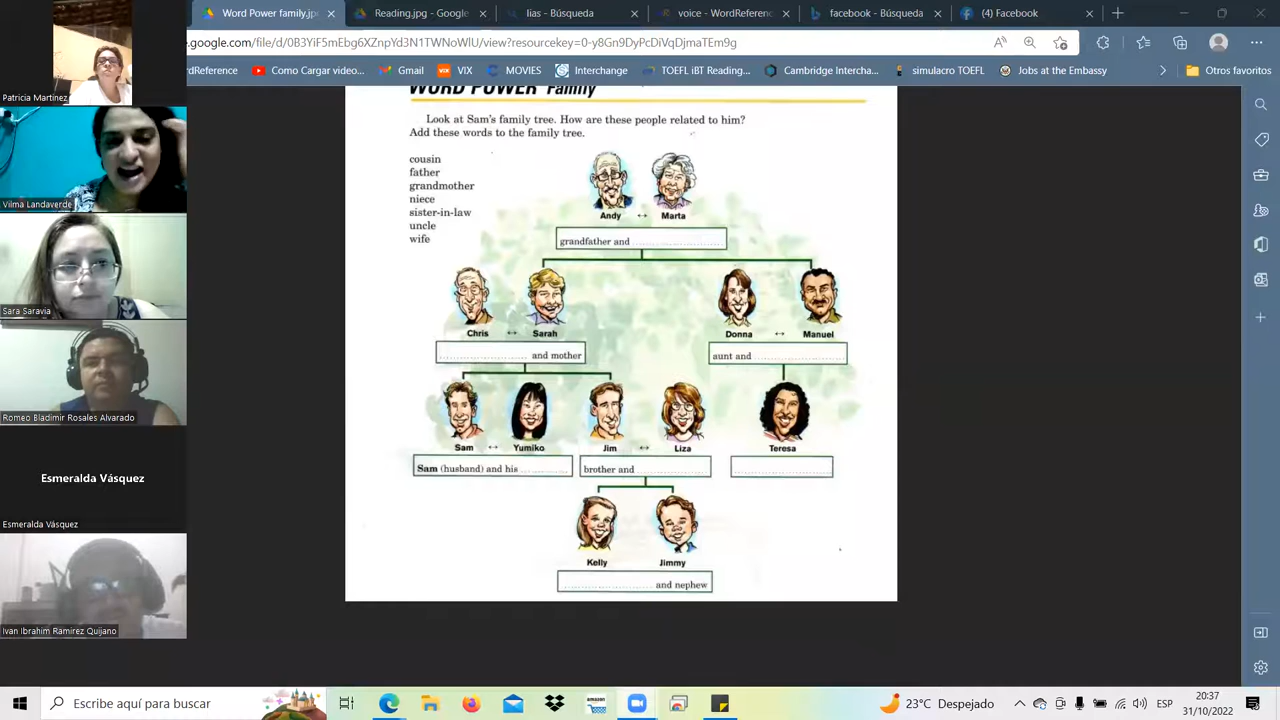 Word Power family.jpg
Reading.jpg - Google
lias - Búsqueda
voice - WordReference
facebook - Búsqueda
(4) Facebook
google.com/file/d/0B3YiF5mEbg6XZnpYd3N1TWNoWlU/view?resourcekey=0-y8Gn9DyPcDiVqDjmaTEm9g
rdReference
Como Cargar video...
Gmail
VIX
MOVIES
Interchange
TOEFL iBT Reading...
Cambridge Intercha...
simulacro TOEFL
Jobs at the Embassy
Otros favoritos
WORD POWER Family
Look at Sam's family tree. How are these people related to him?
Add these words to the family tree.
cousin
father
grandmother
niece
sister-in-law
uncle
wife
Andy ↔ Marta
grandfather and
Chris ↔ Sarah
Donna ↔ Manuel
and mother
aunt and
Sam ↔ Yumiko
Jim ↔ Liza
Teresa
Sam (husband) and his
brother and
Kelly
Jimmy
and nephew
Patricia Martínez
Vilma Landaverde
Sara Saravia
Romeo Bladimir Rosales Alvarado
Esmeralda Vásquez
Esmeralda Vásquez
Ivan Ibrahim Ramirez Quijano
Escribe aquí para buscar
amazon
23°C Despejado
ESP
20:37
31/10/2022